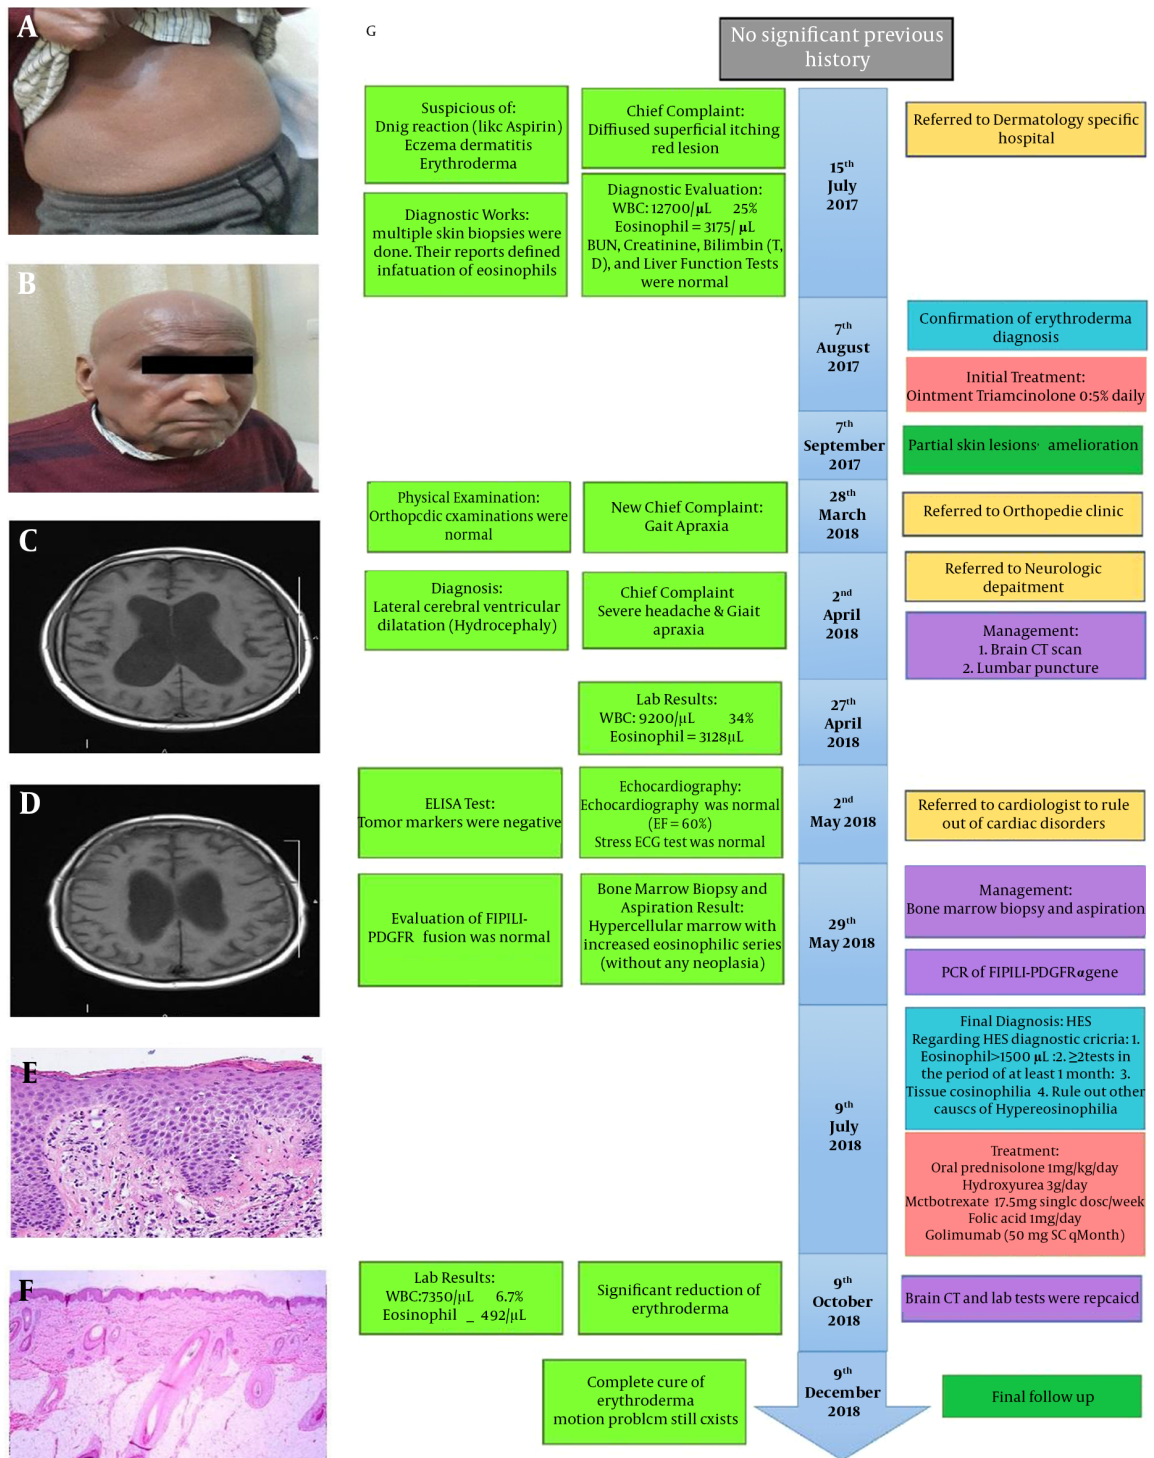 A
B
C
D
E
F
G
No significant previous
history
Suspicious of:
Dnig reaction (likc Aspirin)
Eczema dermatitis
Erythroderma
Chief Complaint:
Diffused superficial itching
red lesion
15th
July
2017
Referred to Dermatology specific
hospital
Diagnostic Works:
multiple skin biopsies were
done. Their reports defined
infatuation of eosinophils
Diagnostic Evaluation:
WBC: 12700/µL 25%
Eosinophil = 3175/ µL
BUN, Creatinine, Bilimbin (T,
D), and Liver Function Tests
were normal
7th
August
2017
Confirmation of erythroderma
diagnosis
Initial Treatment:
Ointment Triamcinolone 0:5% daily
7th
September
2017
Partial skin lesions' amelioration
Physical Examination:
Orthopcdic cxaminations were
normal
New Chief Complaint:
Gait Apraxia
28th
March
2018
Referred to Orthopedie clinic
Diagnosis:
Lateral cerebral ventricular
dilatation (Hydrocephaly)
Chief Complaint
Severe headache & Giait
apraxia
2nd
April
2018
Referred to Neurologic
depaitment
Management:
1. Brain CT scan
2. Lumbar puncture
Lab Results:
WBC: 9200/µL 34%
Eosinophil = 3128µL
27th
April
2018
ELISA Test:
Tomor markers were negative
Echocardiography:
Echocardiography was normal
(EF = 60%)
Stress ECG test was normal
2nd
May 2018
Referred to cardiologist to rule
out of cardiac disorders
Evaluation of FIPILI-
PDGFR fusion was normal
Bone Marrow Biopsy and
Aspiration Result:
Hypercellular marrow with
increased eosinophilic series
(without any neoplasia)
29th
May 2018
Management:
Bone marrow biopsy and aspiration
PCR of FIPILI-PDGFRαgene
9th
July
2018
Final Diagnosis: HES
Regarding HES diagnostic cricria: 1.
Eosinophil>1500 µL :2. ≥2tests in
the period of at least 1 month: 3.
Tissue cosinophilia 4. Rule out other
causcs of Hypereosinophilia
Treatment:
Oral prednisolone 1mg/kg/day
Hydroxyurea 3g/day
Mctbotrexate 17.5mg singlc dosc/week
Folic acid 1mg/day
Golimumab (50 mg SC qMonth)
Lab Results:
WBC:7350/µL 6.7%
Eosinophil _ 492/µL
Significant reduction of
erythroderma
9th
October
2018
Brain CT and lab tests were repcaicd
Complete cure of
erythroderma
motion problcm still cxists
9th
December
2018
Final follow up